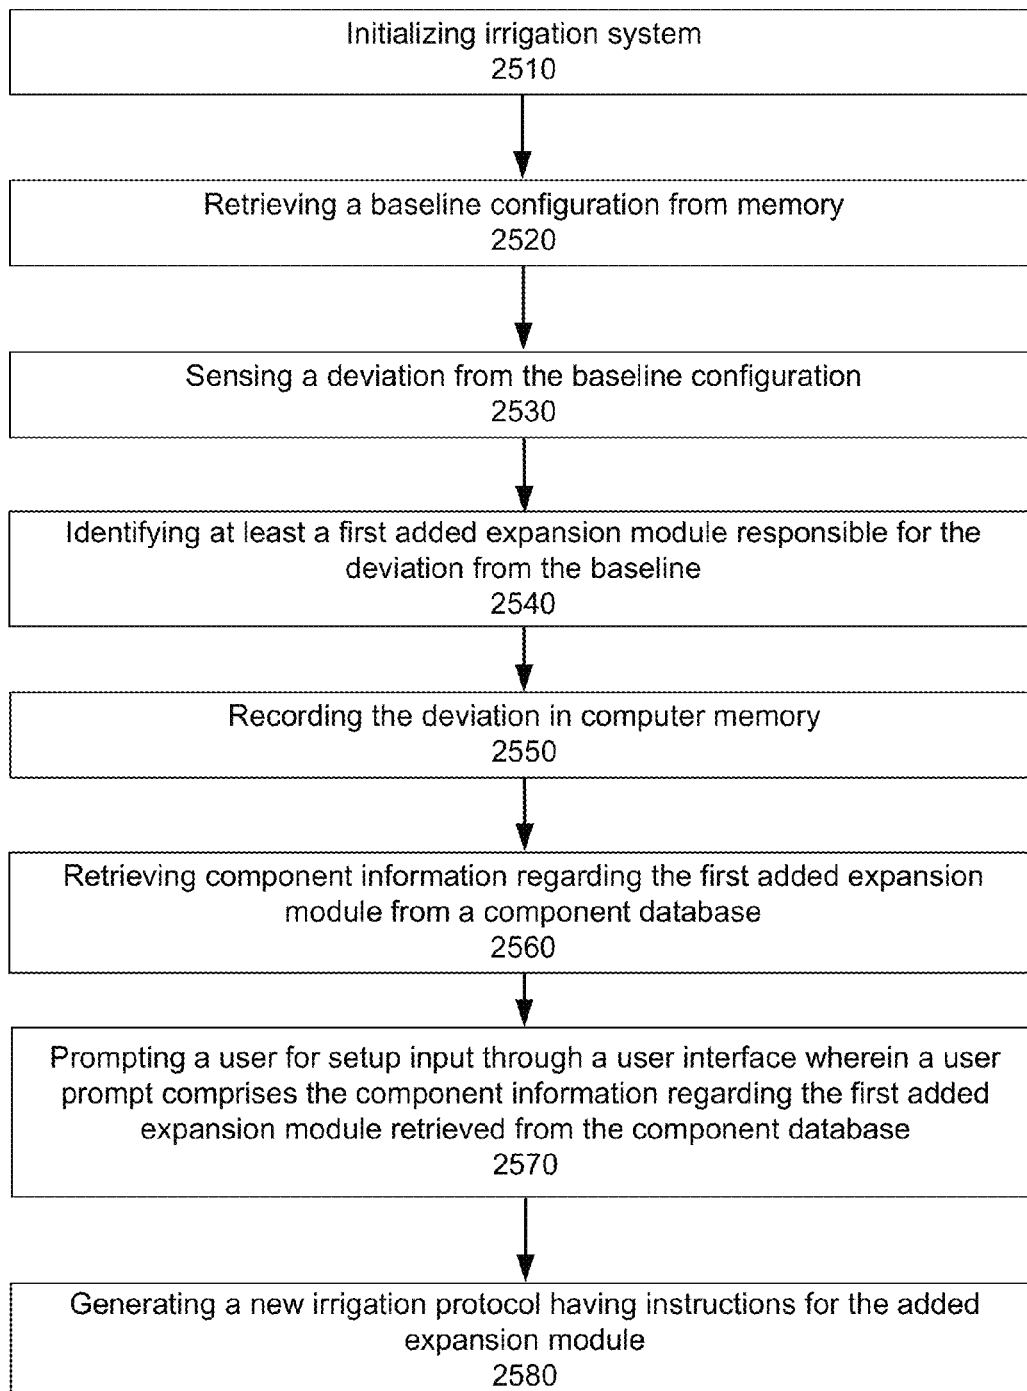 Initializing irrigation system
2510
Retrieving a baseline configuration from memory
2520
Sensing a deviation from the baseline configuration
2530
Identifying at least a first added expansion module responsible for the
deviation from the baseline
2540
Recording the deviation in computer memory
2550
Retrieving component information regarding the first added expansion
module from a component database
2560
Prompting a user for setup input through a user interface wherein a user
prompt comprises the component information regarding the first added
expansion module retrieved from the component database
2570
Generating a new irrigation protocol having instructions for the added
expansion module
2580